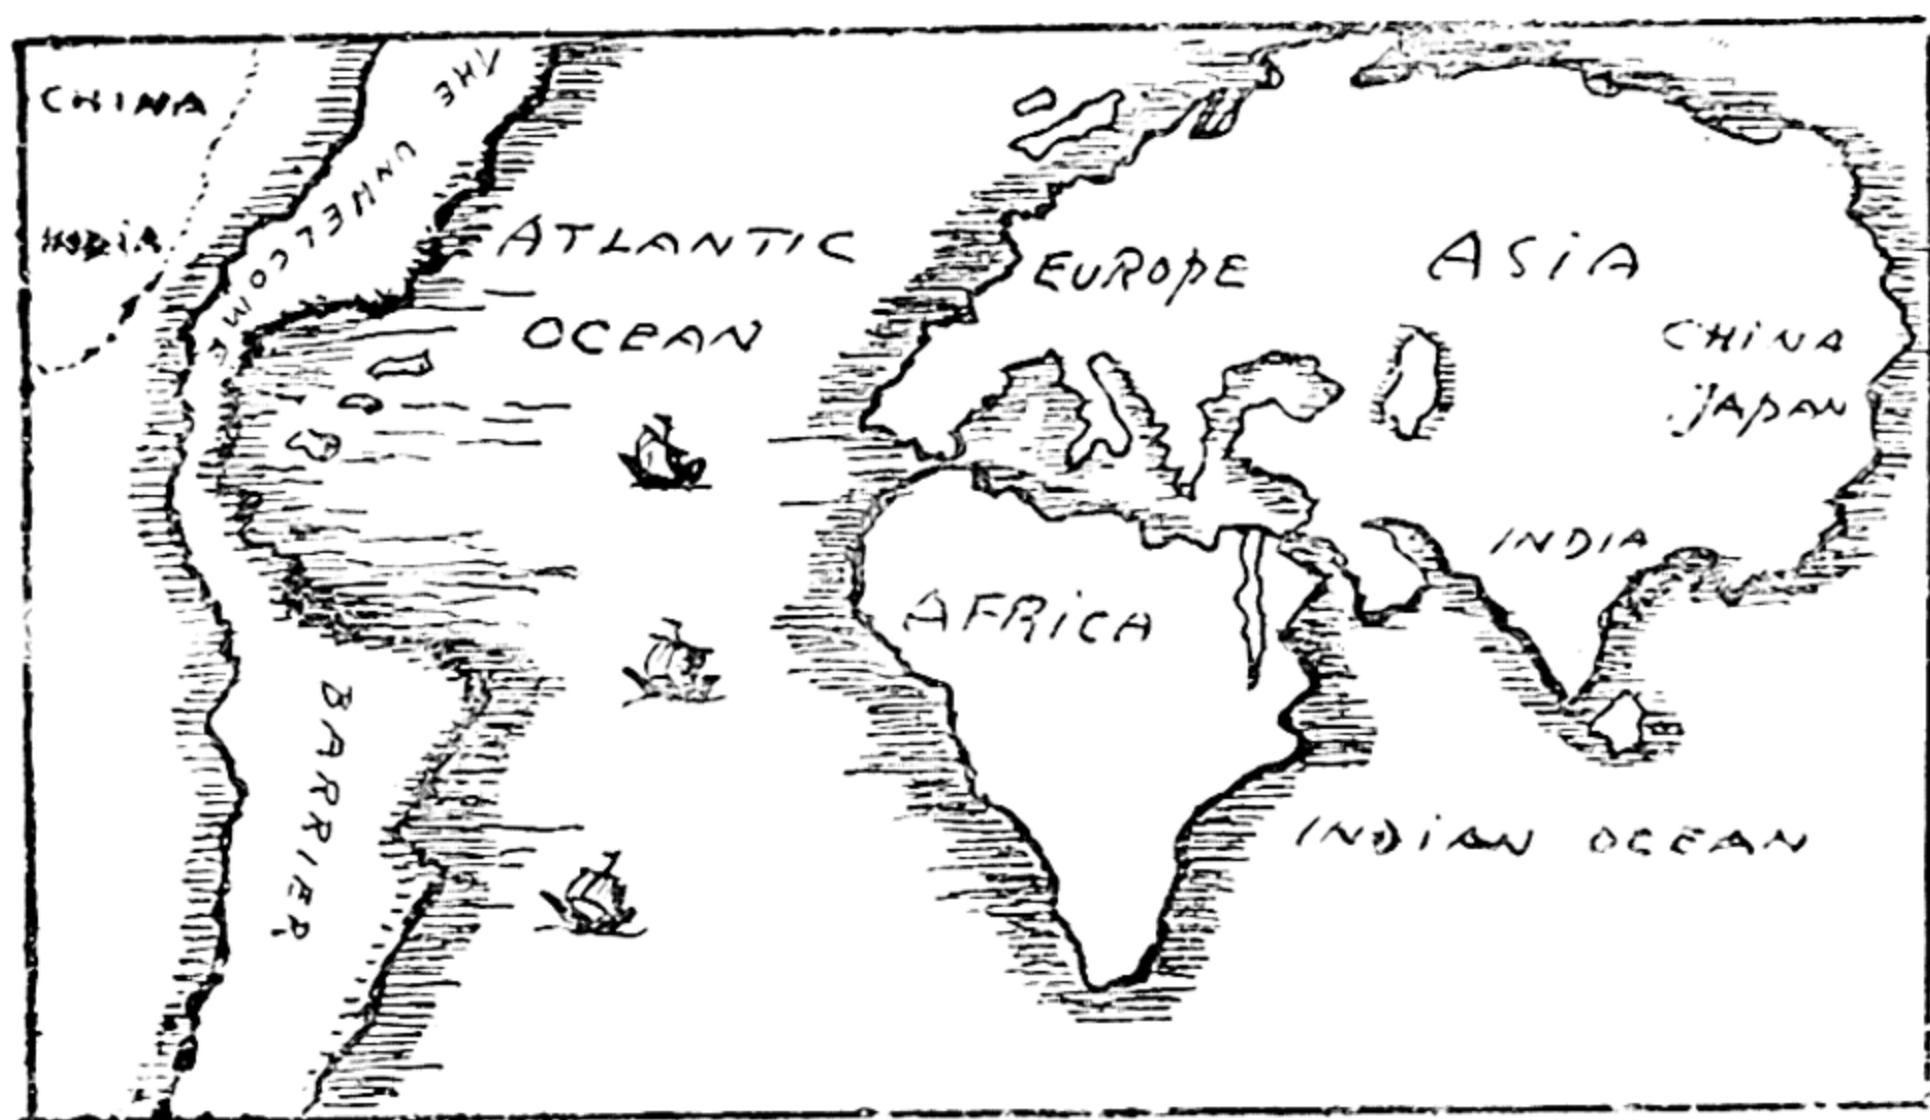 CHINA
INDIA
THE UNWELCOME
BARRIER
ATLANTIC
OCEAN
EUROPE
ASIA
CHINA
JAPAN
INDIA
AFRICA
INDIAN OCEAN